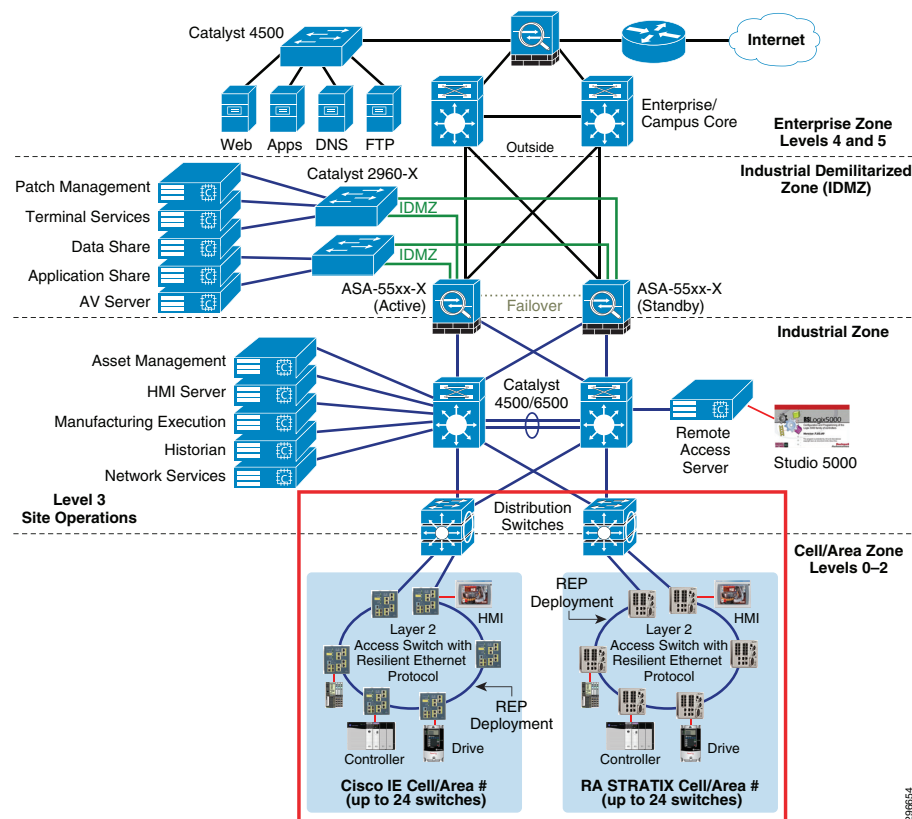 Catalyst 4500
Internet
Web
Apps
DNS
FTP
Enterprise/
Campus Core
Enterprise Zone
Levels 4 and 5
Outside
Industrial Demilitarized
Zone (IDMZ)
Catalyst 2960-X
Patch Management
Terminal Services
Data Share
Application Share
AV Server
IDMZ
IDMZ
ASA-55xx-X
(Active)
Failover
ASA-55xx-X
(Standby)
Industrial Zone
Asset Management
HMI Server
Manufacturing Execution
Historian
Network Services
Catalyst
4500/6500
Remote
Access
Server
Logix5000
Studio 5000
Level 3
Site Operations
Distribution
Switches
Cell/Area Zone
Levels 0–2
HMI
Layer 2
Access Switch with
Resilient Ethernet
Protocol
REP
Deployment
Controller
Drive
Cisco IE Cell/Area #
(up to 24 switches)
REP
Deployment
HMI
Layer 2
Access Switch with
Resilient Ethernet
Protocol
Controller
Drive
RA STRATIX Cell/Area #
(up to 24 switches)
296654